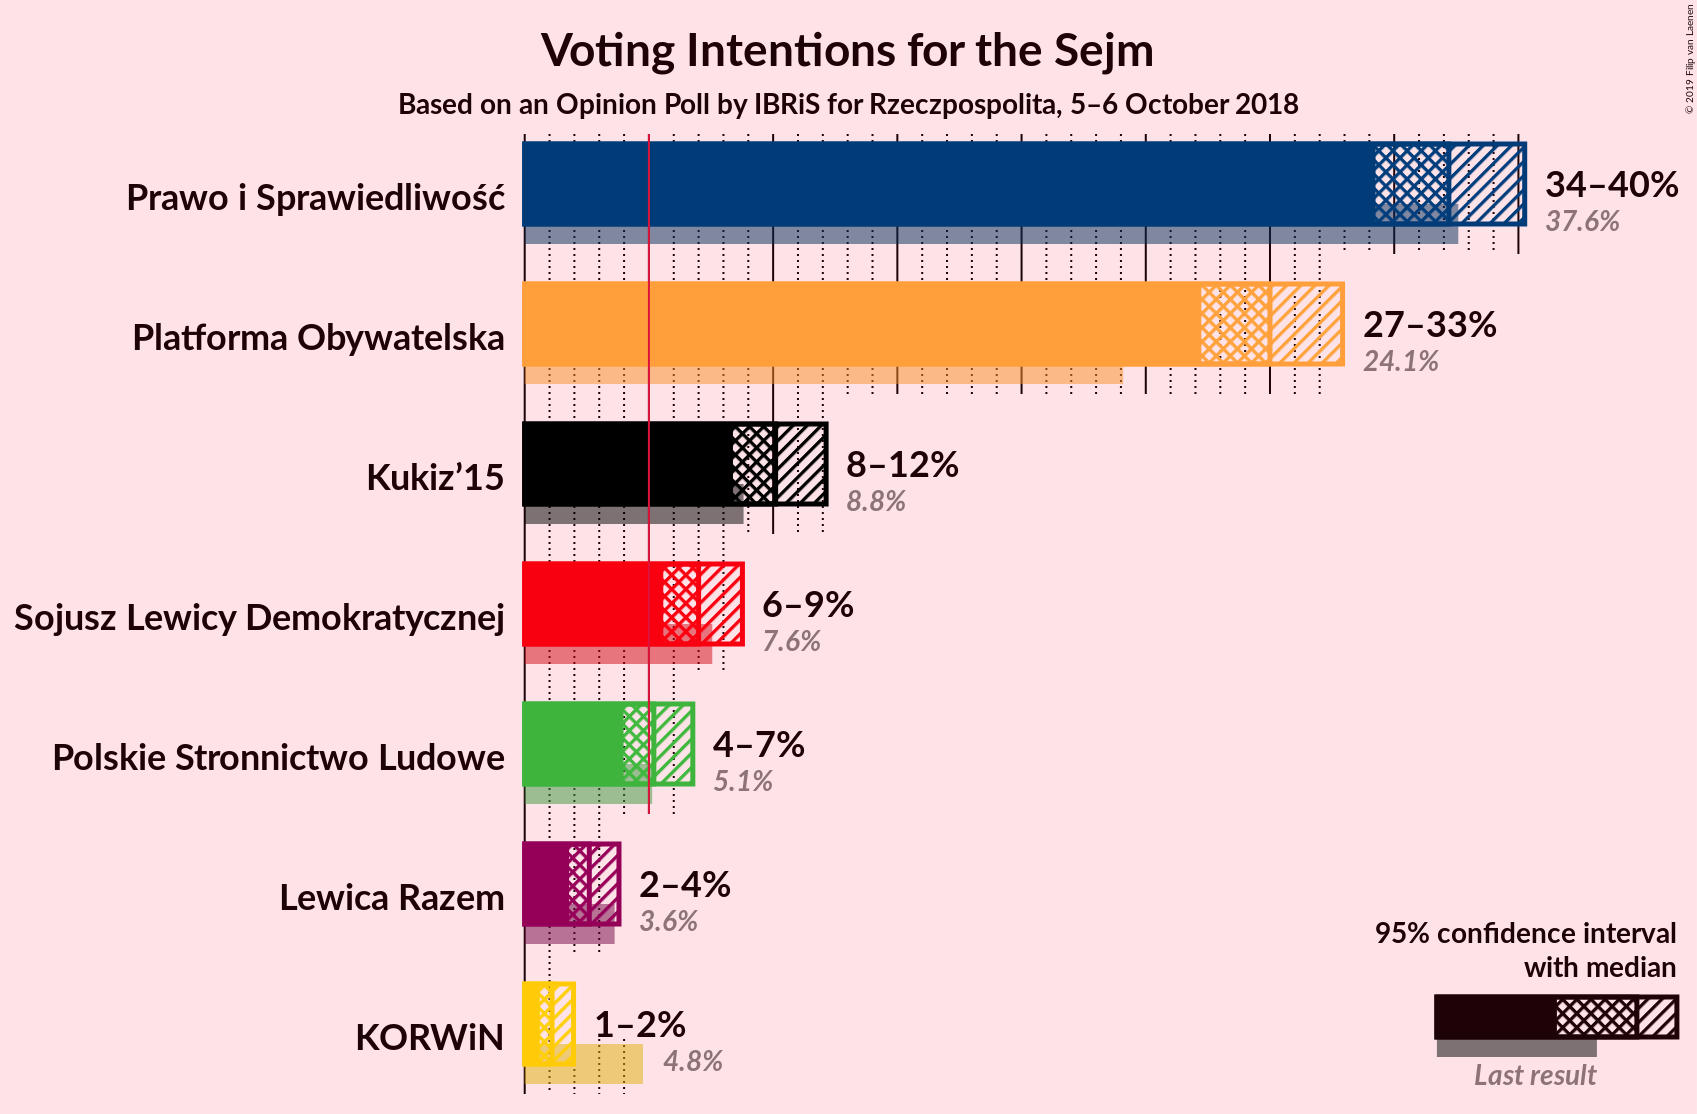 Voting Intentions for the Sejm
Based on an Opinion Poll by IBRiS for Rzeczpospolita, 5–6 October 2018
© 2019 Filip van Laenen
Prawo i Sprawiedliwość
34–40%
37.6%
Platforma Obywatelska
27–33%
24.1%
Kukiz’15
8–12%
8.8%
Sojusz Lewicy Demokratycznej
6–9%
7.6%
Polskie Stronnictwo Ludowe
4–7%
5.1%
Lewica Razem
2–4%
3.6%
KORWiN
1–2%
4.8%
95% confidence interval
with median
Last result